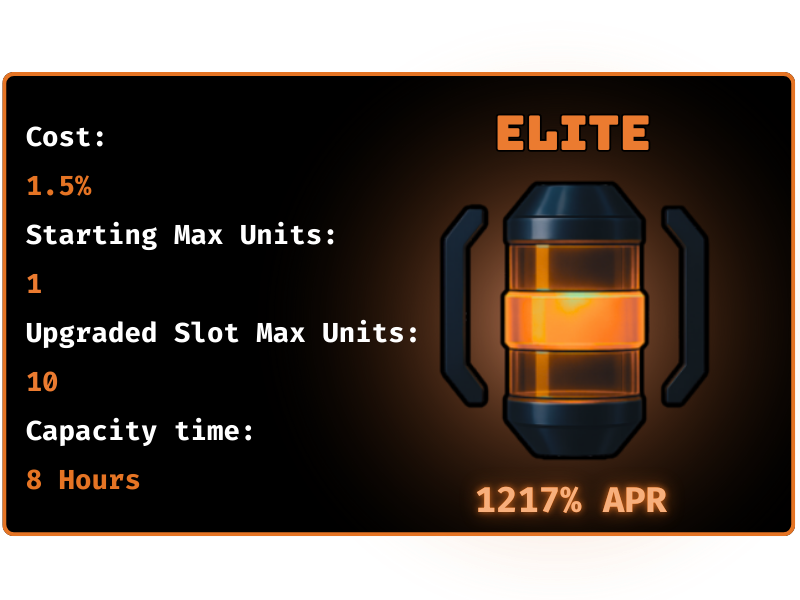 Cost:
1.5%
Starting Max Units:
1
Upgraded Slot Max Units:
10
Capacity time:
8 Hours
ELITE
1217% APR